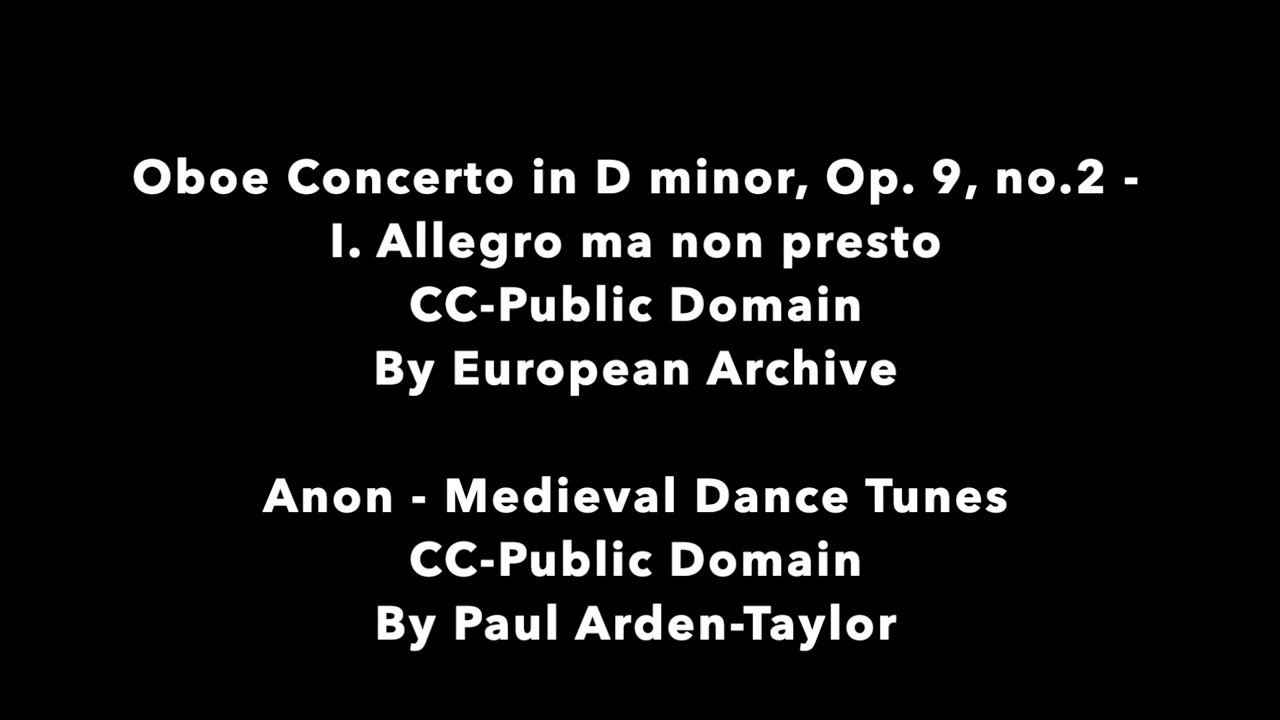 Oboe Concerto in D minor, Op. 9, no.2 -
I. Allegro ma non presto
CC-Public Domain
By European Archive
Anon - Medieval Dance Tunes
CC-Public Domain
By Paul Arden-Taylor